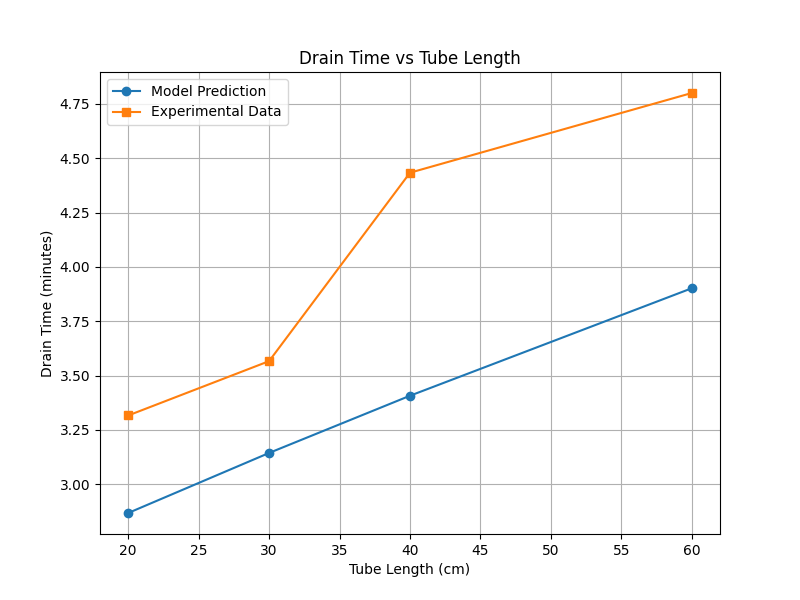 Drain Time vs Tube Length
Model Prediction
Experimental Data
4.75
4.50
4.25
4.00
3.75
3.50
3.25
3.00
Drain Time (minutes)
20 25 30 35 40 45 50 55 60
Tube Length (cm)